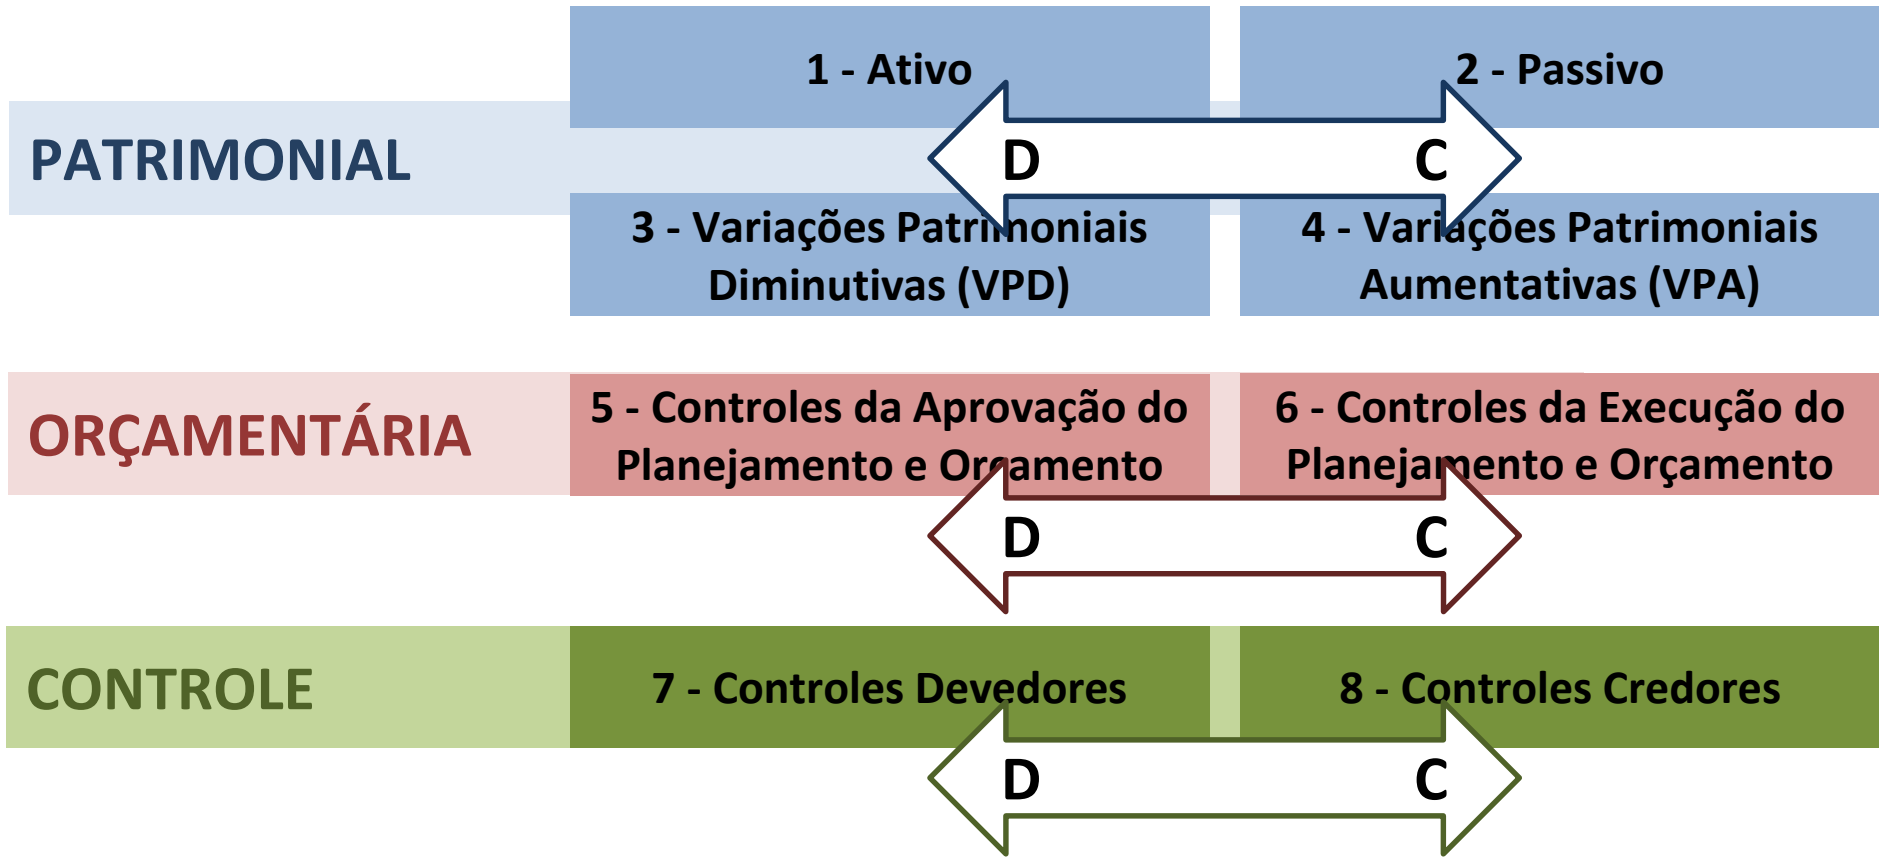 1 - Ativo
2 - Passivo
PATRIMONIAL
D
C
3 - Variações Patrimoniais
Diminutivas (VPD)
4 - Variações Patrimoniais
Aumentativas (VPA)
ORÇAMENTÁRIA
5 - Controles da Aprovação do
Planejamento e Orçamento
6 - Controles da Execução do
Planejamento e Orçamento
D
C
CONTROLE
7 - Controles Devedores
8 - Controles Credores
D
C